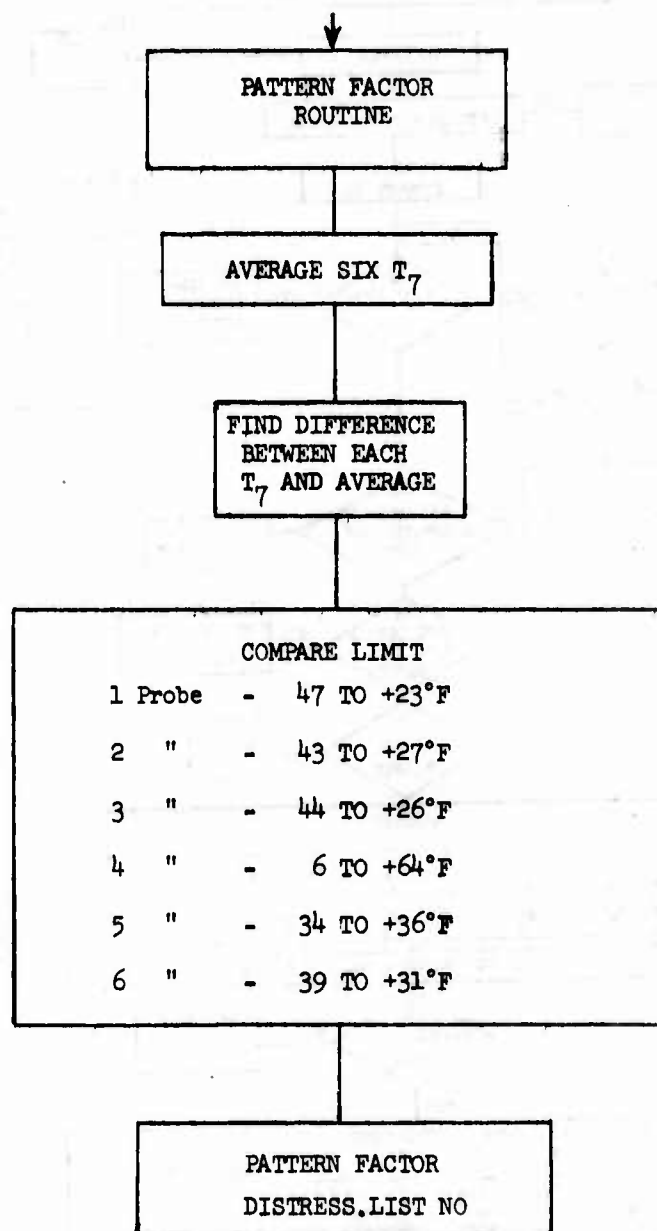 PATTERN FACTOR
ROUTINE
AVERAGE SIX T7
FIND DIFFERENCE
BETWEEN EACH
T7 AND AVERAGE
COMPARE LIMIT
1 Probe - 47 TO +23°F
2 " - 43 TO +27°F
3 " - 44 TO +26°F
4 " - 6 TO +64°F
5 " - 34 TO +36°F
6 " - 39 TO +31°F
PATTERN FACTOR
DISTRESS.LIST NO